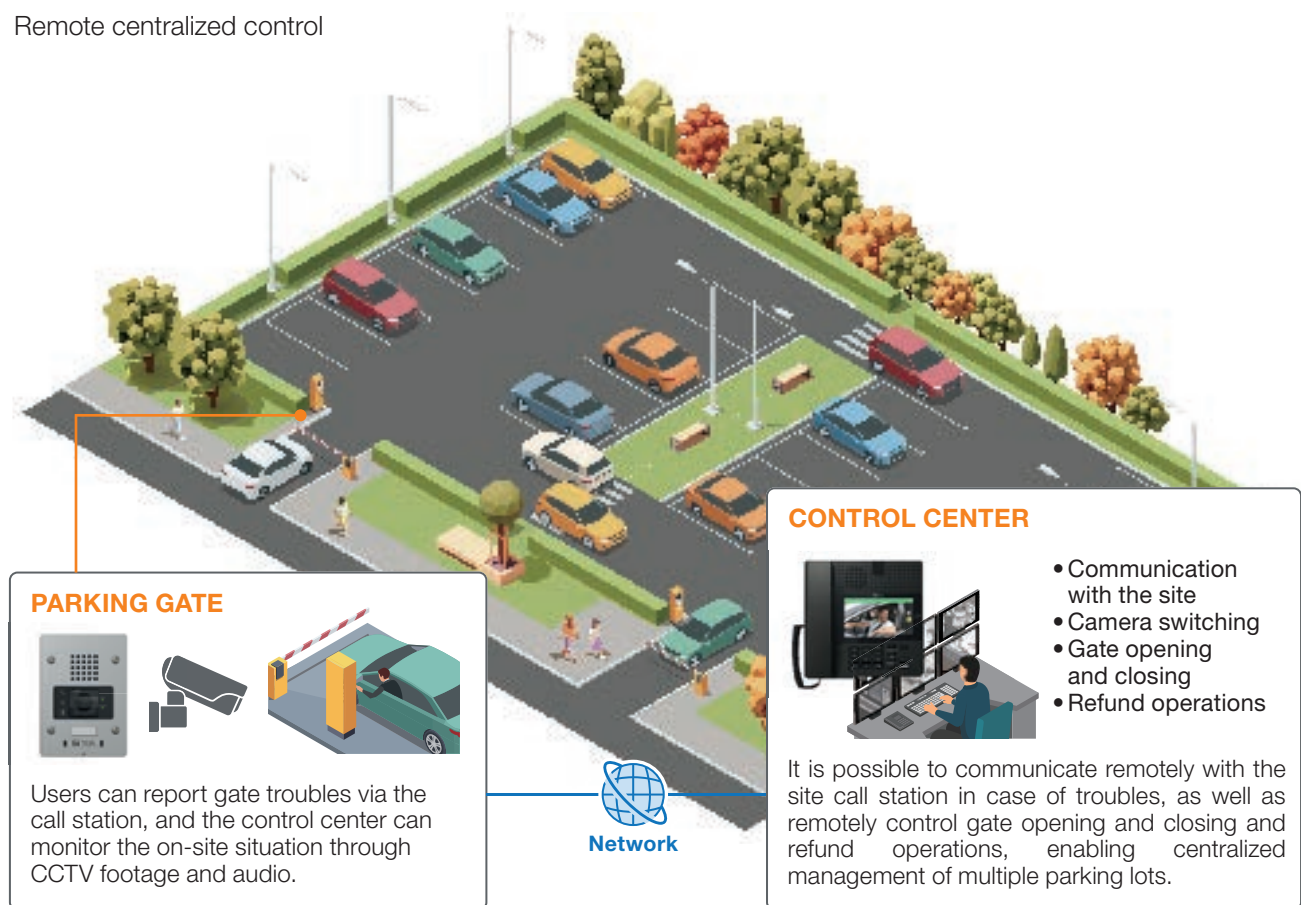 Remote centralized control
PARKING GATE
Users can report gate troubles via the
call station, and the control center can
monitor the on-site situation through
CCTV footage and audio.
Network
CONTROL CENTER
• Communication
with the site
• Camera switching
• Gate opening
and closing
• Refund operations
It is possible to communicate remotely with the
site call station in case of troubles, as well as
remotely control gate opening and closing and
refund operations, enabling centralized
management of multiple parking lots.